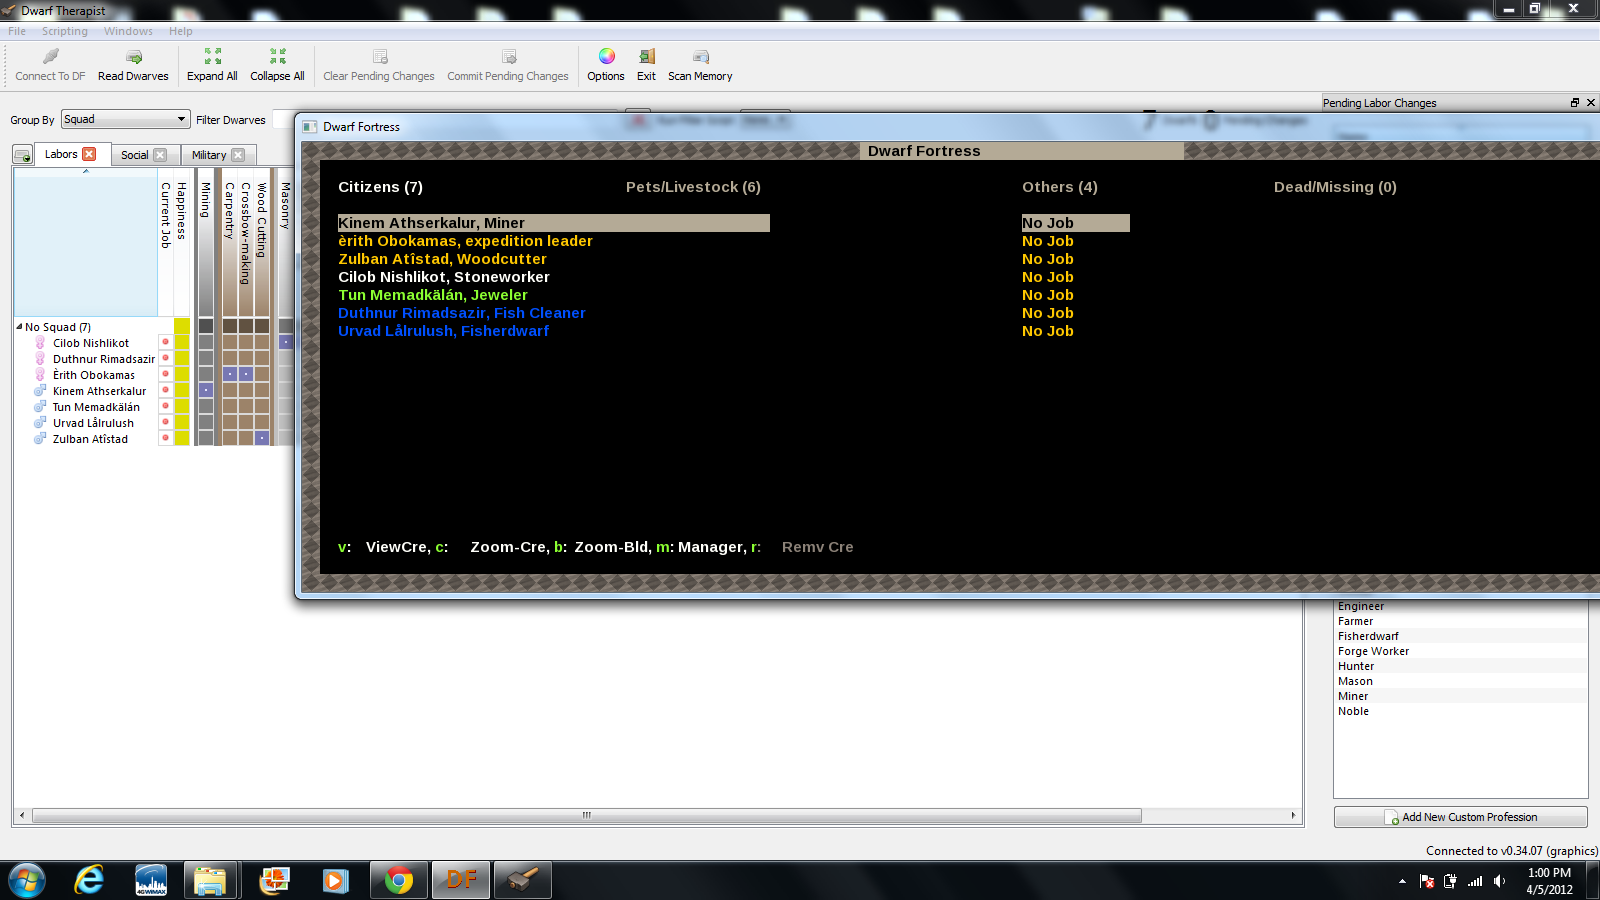 Dwarf Therapist
File Scripting Windows Help
Connect To DF Read Dwarves Expand All Collapse All Clear Pending Changes Commit Pending Changes Options Exit Scan Memory
Group By Squad Filter Dwarves
Pending Labor Changes
Labors Social Military
Current Job
Happiness
Mining
Carpentry
Crossbow-making
Wood Cutting
Masonry
No Squad (7)
Cilob Nishlikot
Duthnur Rimadsazir
Èrith Obokamas
Kinem Athserkalur
Tun Memadkälán
Urvad Lålrulush
Zulban Atîstad
Dwarf Fortress
Dwarf Fortress
Citizens (7) Pets/Livestock (6) Others (4) Dead/Missing (0)
Kinem Athserkalur, Miner No Job
èrith Obokamas, expedition leader No Job
Zulban Atîstad, Woodcutter No Job
Cilob Nishlikot, Stoneworker No Job
Tun Memadkälán, Jeweler No Job
Duthnur Rimadsazir, Fish Cleaner No Job
Urvad Lålrulush, Fisherdwarf No Job
v: ViewCre, c: Zoom-Cre, b: Zoom-Bld, m: Manager, r: Remv Cre
Engineer
Farmer
Fisherdwarf
Forge Worker
Hunter
Mason
Miner
Noble
Add New Custom Profession
Connected to v0.34.07 (graphics)
4GWIMAX
DF
1:00 PM
4/5/2012